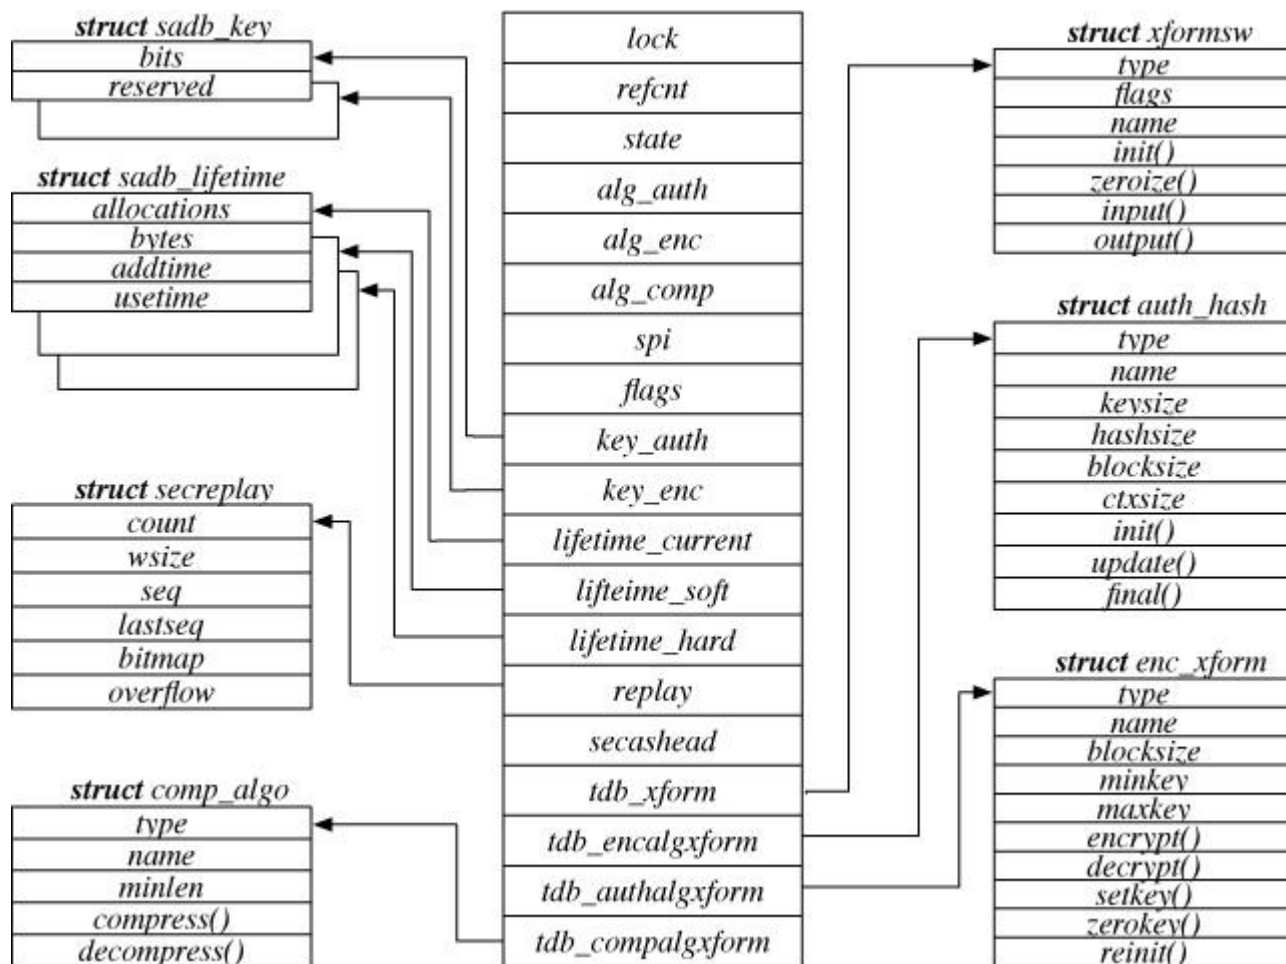 struct sadb_key
bits
reserved
struct sadb_lifetime
allocations
bytes
addtime
usetime
struct secreplay
count
wsize
seq
lastseq
bitmap
overflow
struct comp_algo
type
name
minlen
compress()
decompress()
lock
refcnt
state
alg_auth
alg_enc
alg_comp
spi
flags
key_auth
key_enc
lifetime_current
lifteime_soft
lifetime_hard
replay
secashead
tdb_xform
tdb_encalgxform
tdb_authalgxform
tdb_compalgxform
struct xformsw
type
flags
name
init()
zeroize()
input()
output()
struct auth_hash
type
name
keysize
hashsize
blocksize
ctxsize
init()
update()
final()
struct enc_xform
type
name
blocksize
minkey
maxkey
encrypt()
decrypt()
setkey()
zerokey()
reinit()